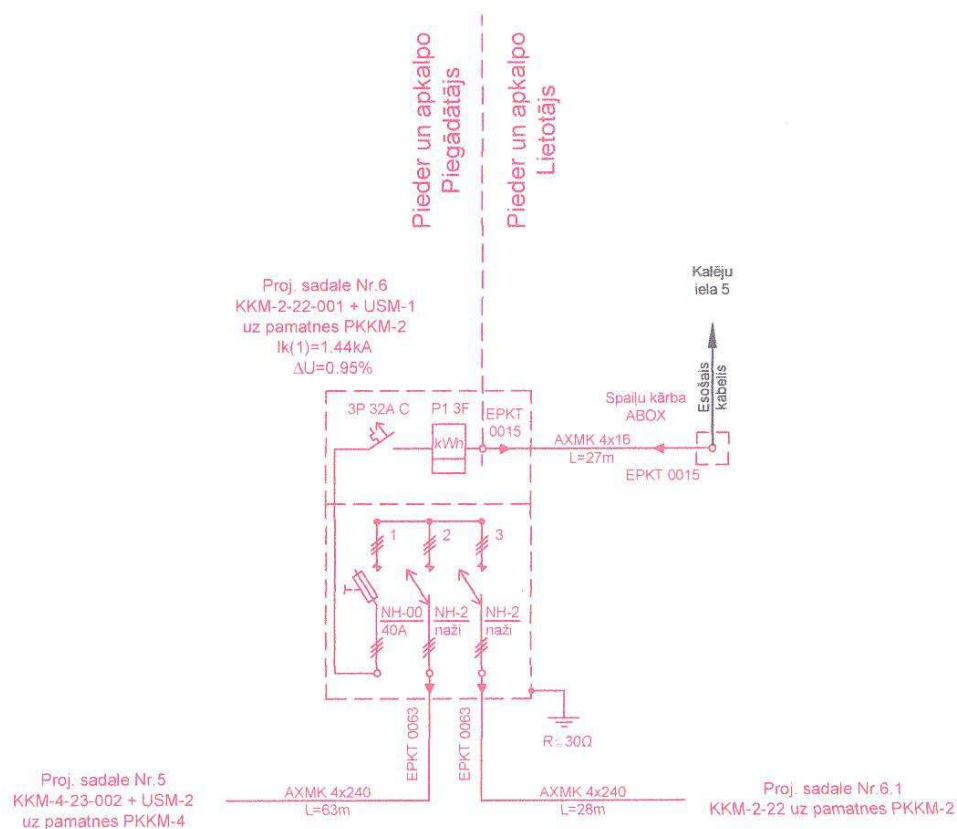 Pieder un apkalpo
Piegādātājs
Pieder un apkalpo
Lietotājs
Kalēju
iela 5
Proj. sadale Nr.6
KKM-2-22-001 + USM-1
uz pamatnes PKKM-2
Ik(1)=1.44kA
ΔU=0.95%
Esošais
kabelis
Spaiļu kārba
ABOX
3P 32A C
P1 3F
EPKT
0015
kWh
AXMK 4x16
L=27m
EPKT 0015
1
2
3
NH-00
40A
NH-2
naži
NH-2
naži
EPKT 0063
EPKT 0063
R≤30Ω
Proj. sadale Nr.5
KKM-4-23-002 + USM-2
uz pamatnes PKKM-4
AXMK 4x240
L=63m
AXMK 4x240
L=28m
Proj. sadale Nr.6.1
KKM-2-22 uz pamatnes PKKM-2